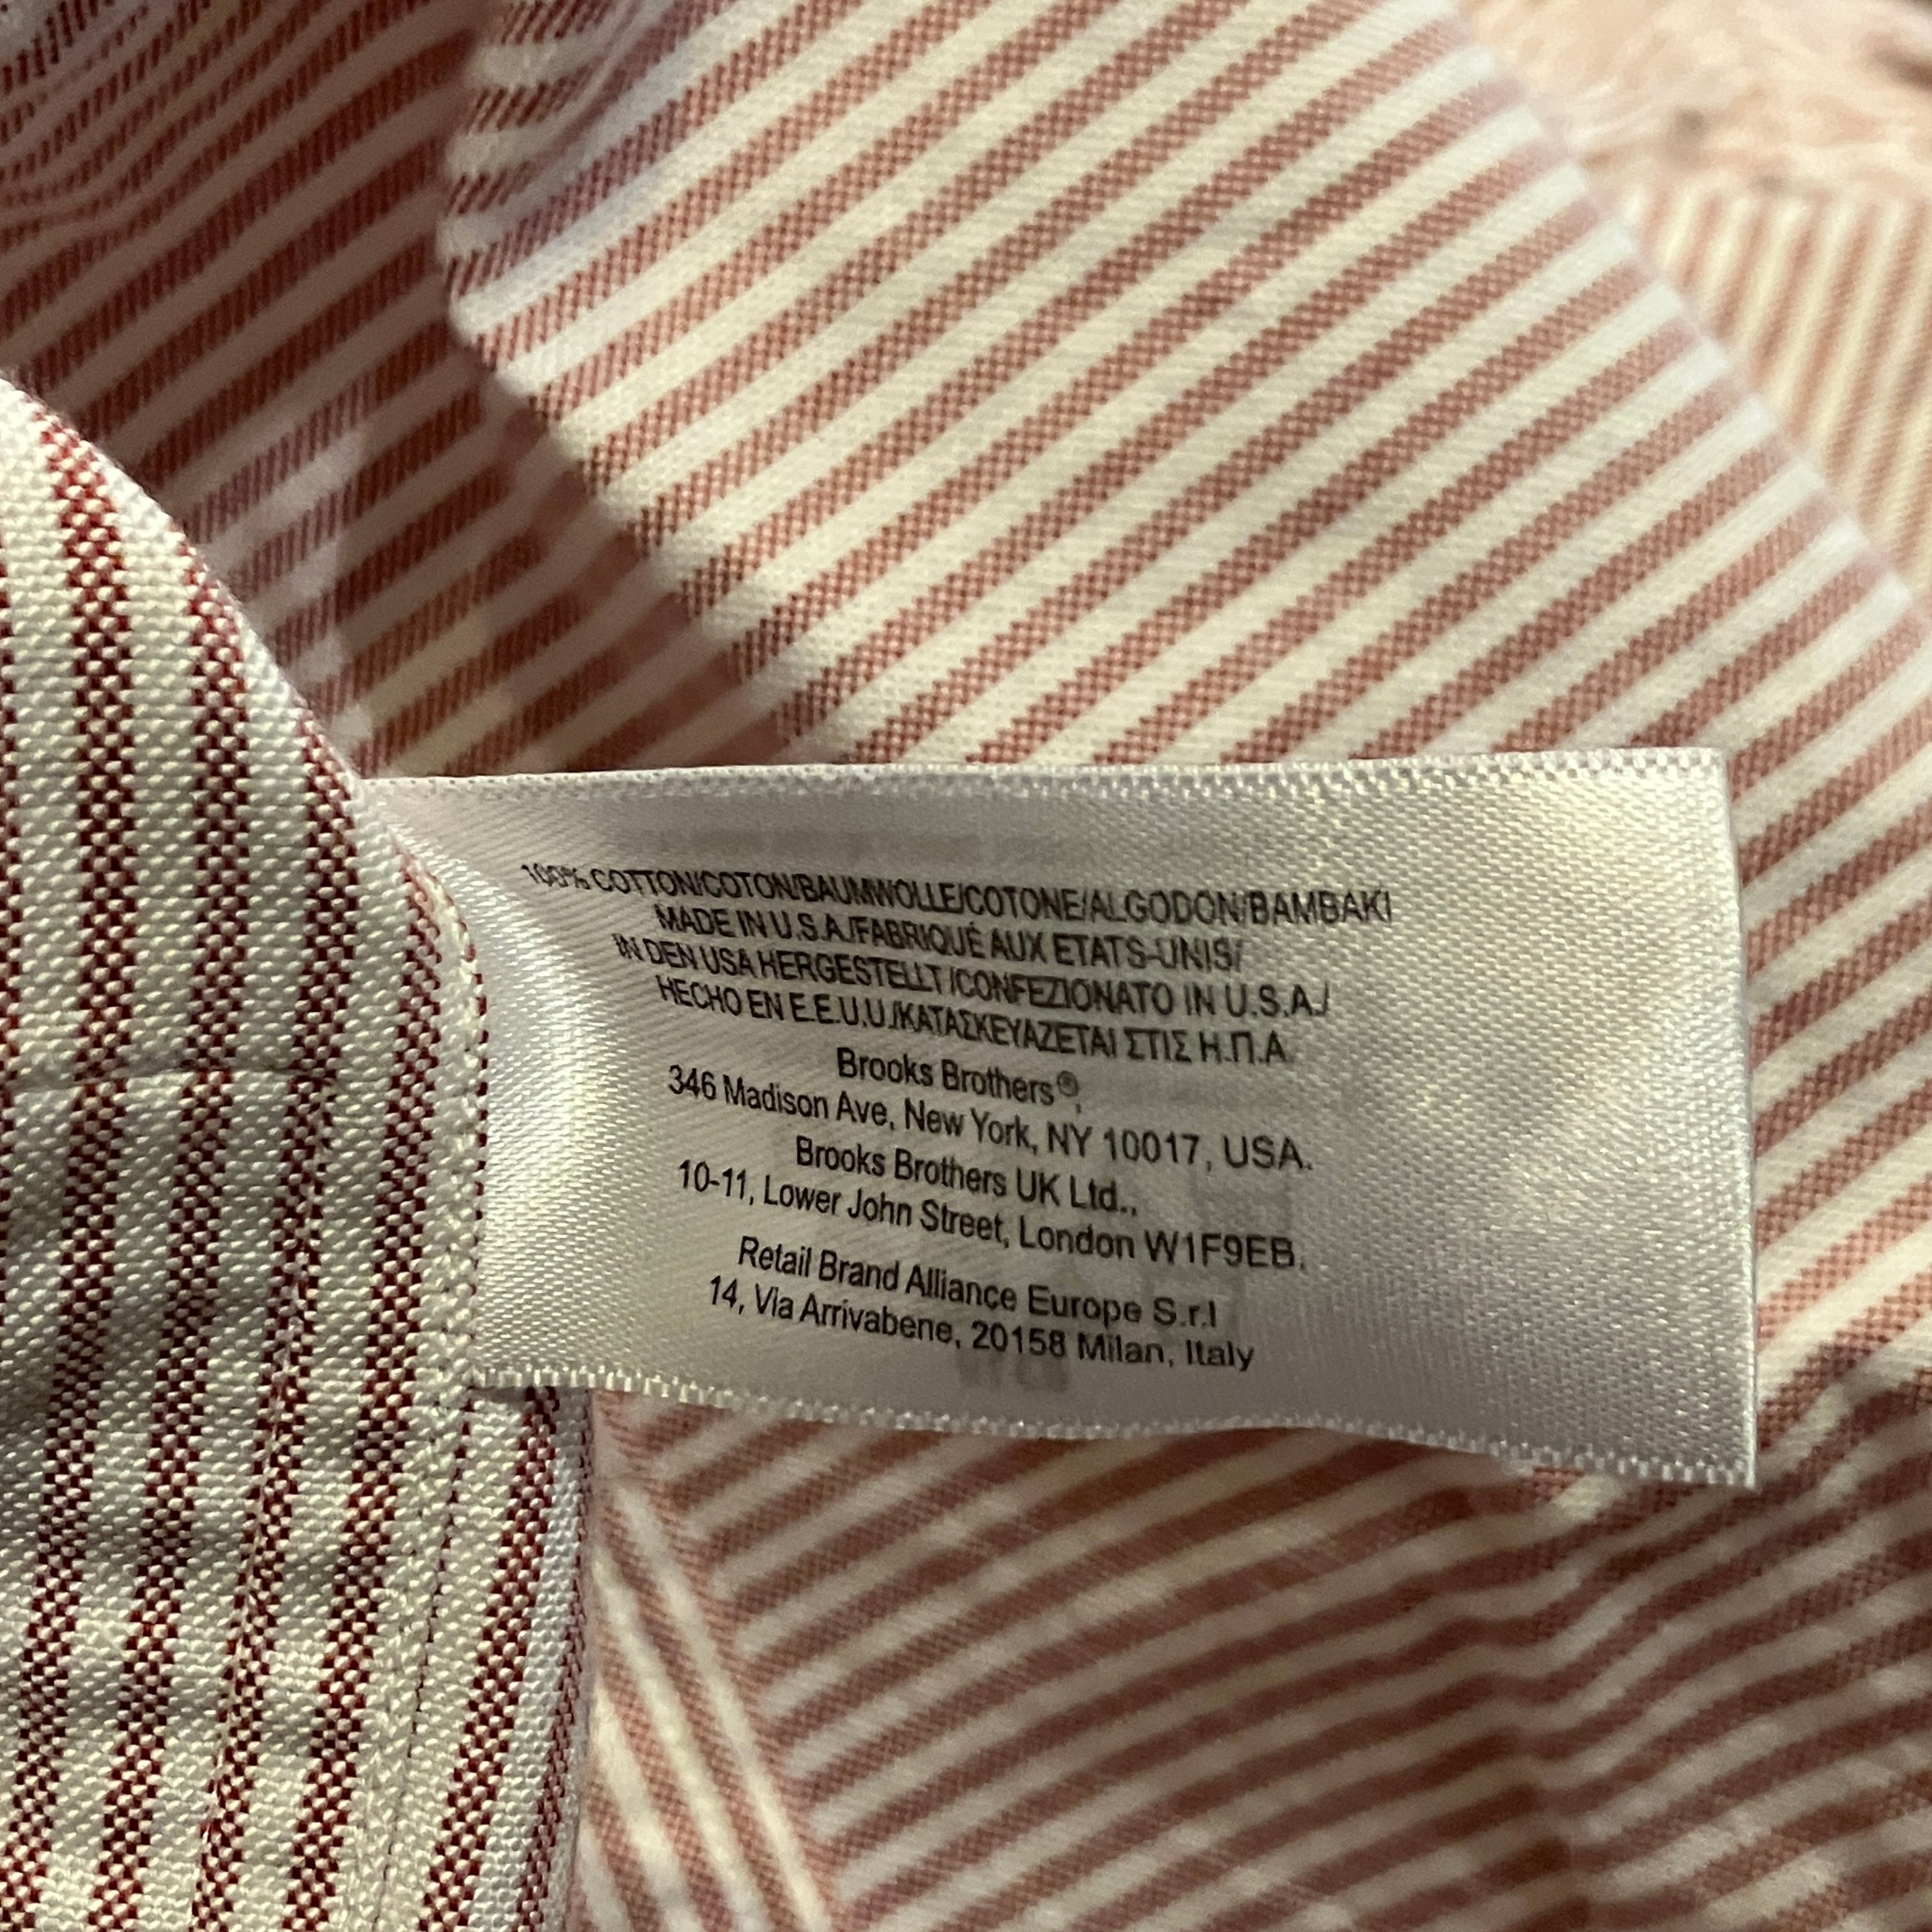 100% COTTON/COTON/BAUMWOLLE/COTONE/ALGODON/BAMBAKI
MADE IN U.S.A./FABRIQUÉ AUX ETATS-UNIS/
IN DEN USA HERGESTELLT/CONFEZIONATO IN U.S.A./
HECHO EN E.E.U.U./ΚΑΤΑΣΚΕΥΑΖΕΤΑΙ ΣΤΙΣ Η.Π.Α.
Brooks Brothers®,
346 Madison Ave, New York, NY 10017, USA.
Brooks Brothers UK Ltd.,
10-11, Lower John Street, London W1F9EB.
Retail Brand Alliance Europe S.r.l
14, Via Arrivabene, 20158 Milan, Italy